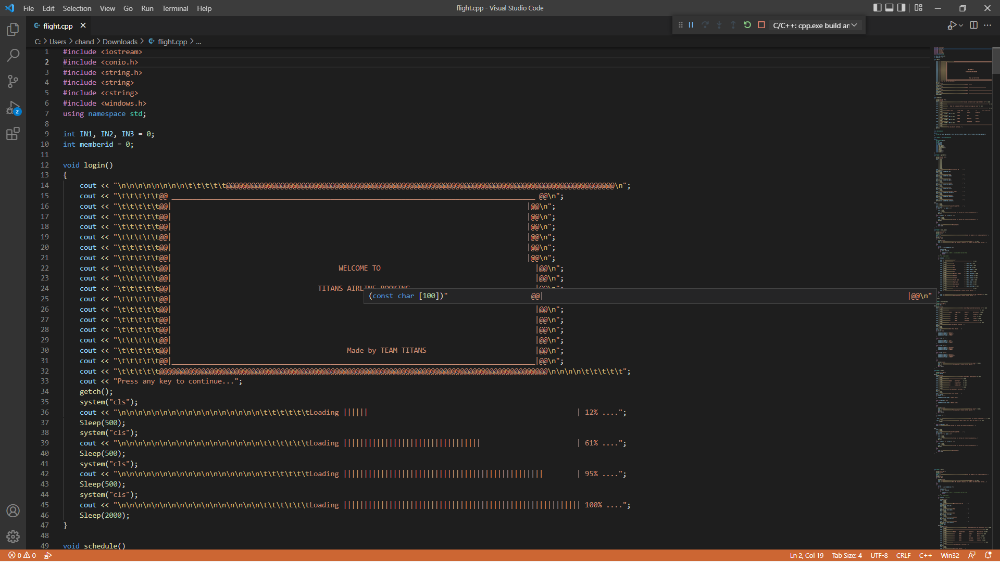 File Edit Selection View Go Run Terminal Help
flight.cpp - Visual Studio Code
flight.cpp
C/C++: cpp.exe build ar
C: > Users > chand > Downloads > flight.cpp > ...
1 #include <iostream>
2 #include <conio.h>
3 #include <string.h>
4 #include <string>
5 #include <cstring>
6 #include <windows.h>
7 using namespace std;
8
9 int IN1, IN2, IN3 = 0;
10 int memberid = 0;
11
12 void login()
13 {
14 cout << "\n\n\n\n\n\n\n\n\t\t\t\t\t@@@@@@@@@@@@@@@@@@@@@@@@@@@@@@@@@@@@@@@@@@@@@@@@@@@@@@@@@@@@@@@@@@@@@@@@@@@@@@@@@@@@@@@@@@@@@\n";
15 cout << "\t\t\t\t\t@@ _______________________________________________________________________________________ @@\n";
16 cout << "\t\t\t\t\t@@| |@@\n";
17 cout << "\t\t\t\t\t@@| |@@\n";
18 cout << "\t\t\t\t\t@@| |@@\n";
19 cout << "\t\t\t\t\t@@| |@@\n";
20 cout << "\t\t\t\t\t@@| |@@\n";
21 cout << "\t\t\t\t\t@@| |@@\n";
22 cout << "\t\t\t\t\t@@| WELCOME TO |@@\n";
23 cout << "\t\t\t\t\t@@| |@@\n";
24 cout << "\t\t\t\t\t@@| TITANS AIRLINE BOOKING |@@\n";
25 cout << "\t\t\t\t\t@@|
(const char [100])" @@| |@@\n"
26 cout << "\t\t\t\t\t@@| |@@\n";
27 cout << "\t\t\t\t\t@@| |@@\n";
28 cout << "\t\t\t\t\t@@| |@@\n";
29 cout << "\t\t\t\t\t@@| |@@\n";
30 cout << "\t\t\t\t\t@@| Made by TEAM TITANS |@@\n";
31 cout << "\t\t\t\t\t@@|_______________________________________________________________________________________|@@\n";
32 cout << "\t\t\t\t\t@@@@@@@@@@@@@@@@@@@@@@@@@@@@@@@@@@@@@@@@@@@@@@@@@@@@@@@@@@@@@@@@@@@@@@@@@@@@@@@@@@@@@@@@@@@@@\n\n\n\n\t\t\t\t\t";
33 cout << "Press any key to continue...";
34 getch();
35 system("cls");
36 cout << "\n\n\n\n\n\n\n\n\n\n\n\n\n\n\n\n\n\t\t\t\t\t\tLoading |||||| | 12% ....";
37 Sleep(500);
38 system("cls");
39 cout << "\n\n\n\n\n\n\n\n\n\n\n\n\n\n\n\n\n\t\t\t\t\t\tLoading ||||||||||||||||||||||||||||||||| | 61% ....";
40 Sleep(500);
41 system("cls");
42 cout << "\n\n\n\n\n\n\n\n\n\n\n\n\n\n\n\n\n\t\t\t\t\t\tLoading |||||||||||||||||||||||||||||||||||||||||||||||| | 95% ....";
43 Sleep(500);
44 system("cls");
45 cout << "\n\n\n\n\n\n\n\n\n\n\n\n\n\n\n\n\n\t\t\t\t\t\tLoading ||||||||||||||||||||||||||||||||||||||||||||||||||||||||| 100% ....";
46 Sleep(2000);
47 }
48
49 void schedule()
2
0 0
Ln 2, Col 19 Tab Size: 4 UTF-8 CRLF C++ Win32